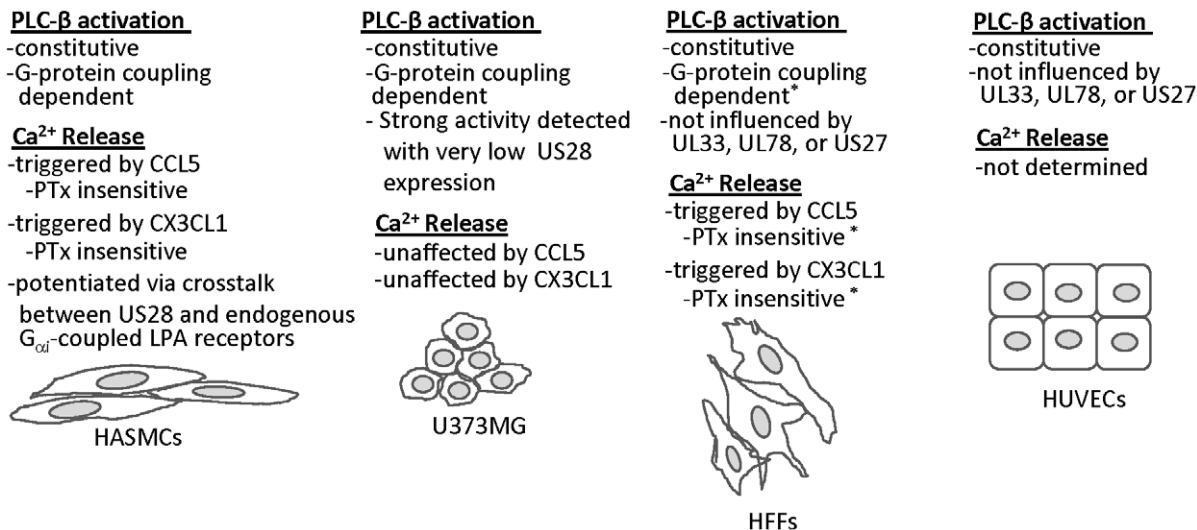 PLC-β activation
-constitutive
-G-protein coupling
dependent
Ca²⁺ Release
-triggered by CCL5
-PTx insensitive
-triggered by CX3CL1
-PTx insensitive
-potentiated via crosstalk
between US28 and endogenous
Gαi-coupled LPA receptors
HASMCs
PLC-β activation
-constitutive
-G-protein coupling
dependent
- Strong activity detected
with very low US28
expression
Ca²⁺ Release
-unaffected by CCL5
-unaffected by CX3CL1
U373MG
PLC-β activation
-constitutive
-G-protein coupling
dependent*
-not influenced by
UL33, UL78, or US27
Ca²⁺ Release
-triggered by CCL5
-PTx insensitive *
-triggered by CX3CL1
-PTx insensitive *
HFFs
PLC-β activation
-constitutive
-not influenced by
UL33, UL78, or US27
Ca²⁺ Release
-not determined
HUVECs